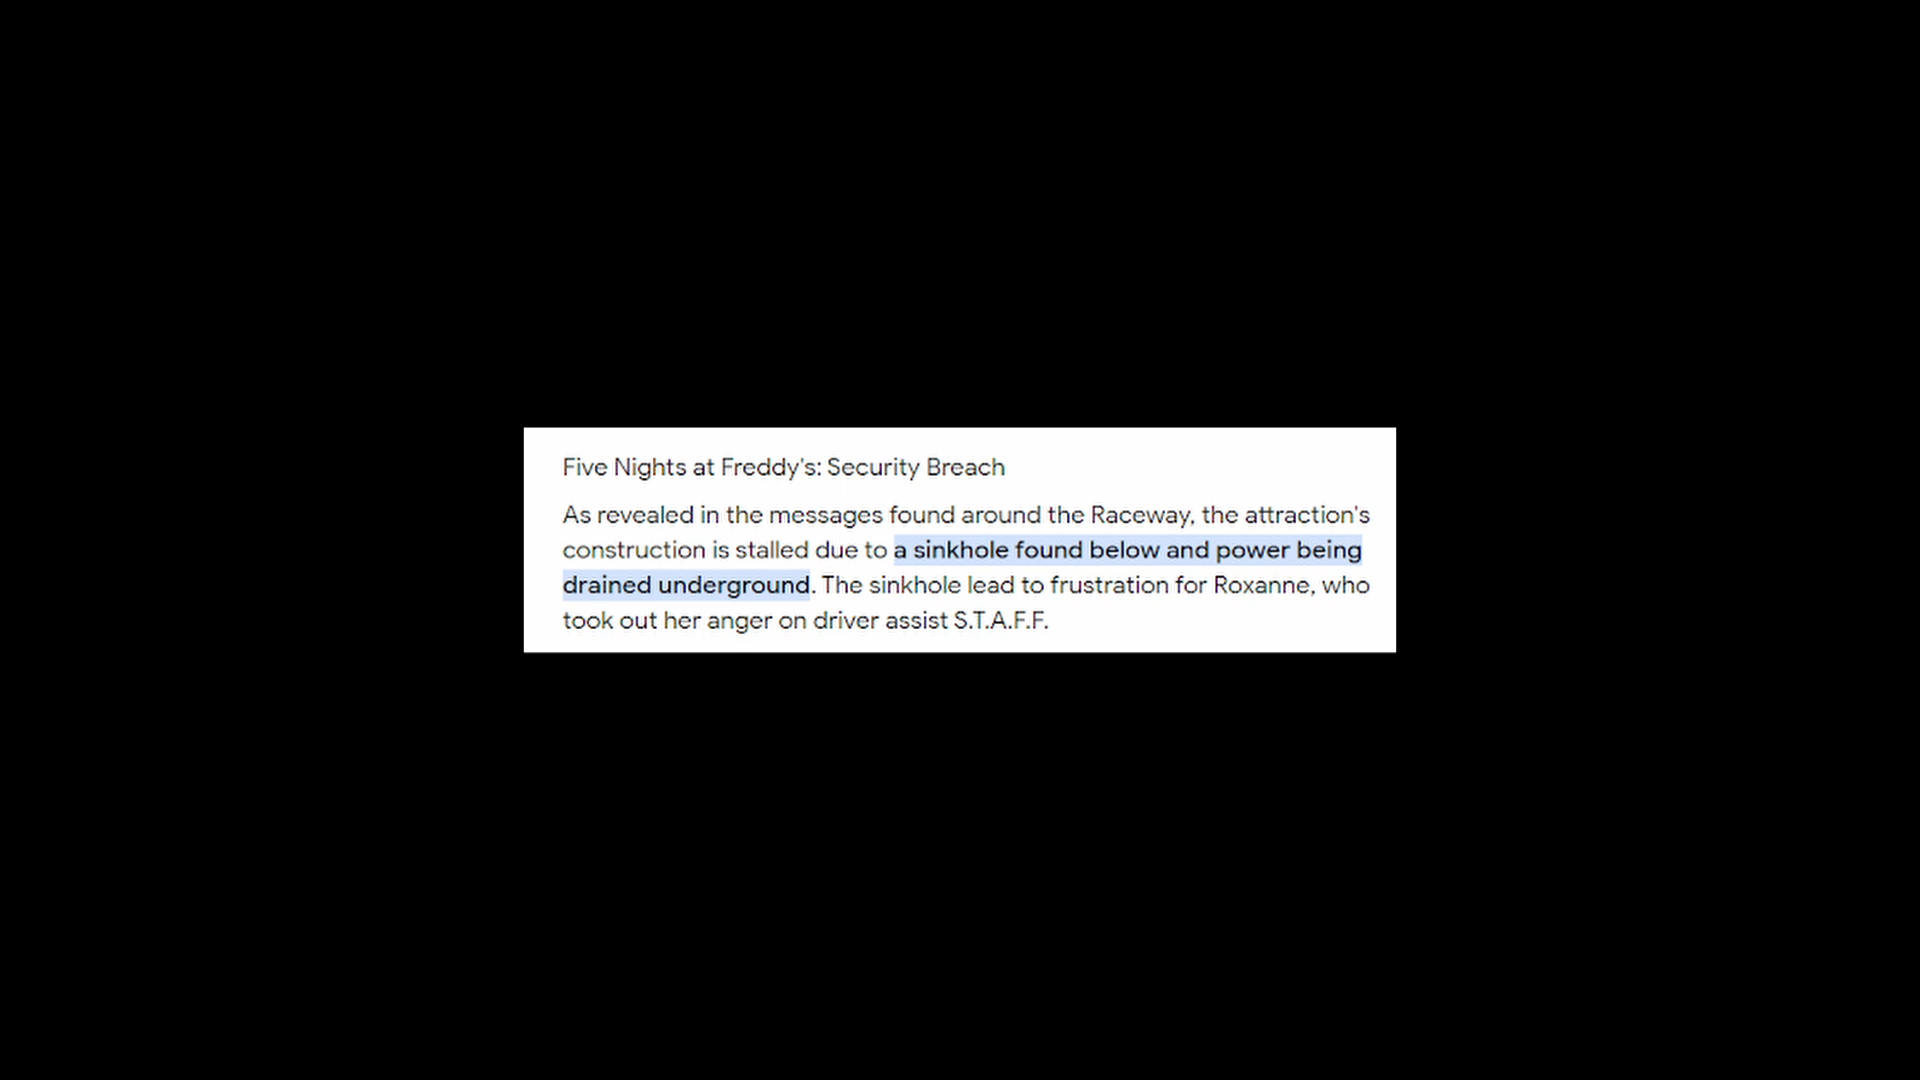 Five Nights at Freddy's: Security Breach
As revealed in the messages found around the Raceway, the attraction's
construction is stalled due to a sinkhole found below and power being
drained underground. The sinkhole lead to frustration for Roxanne, who
took out her anger on driver assist S.T.A.F.F.